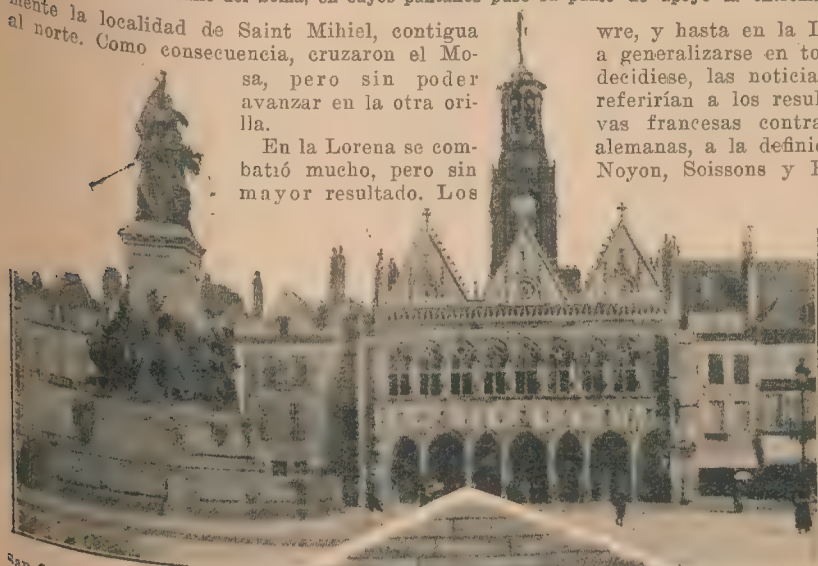 mente la localidad de Saint Mihiel, contigua
al norte. Como consecuencia, cruzaron el Mo-
sa, pero sin poder
avanzar en la otra ori-
lla.
En la Lorena se com-
batió mucho, pero sin
mayor resultado. Los
wre, y hasta en la
a generalizarse en to
decidiese, las noticia
referirían a los resul
vas francesas contra
alemanas, a la defini
Noyon, Soissons y